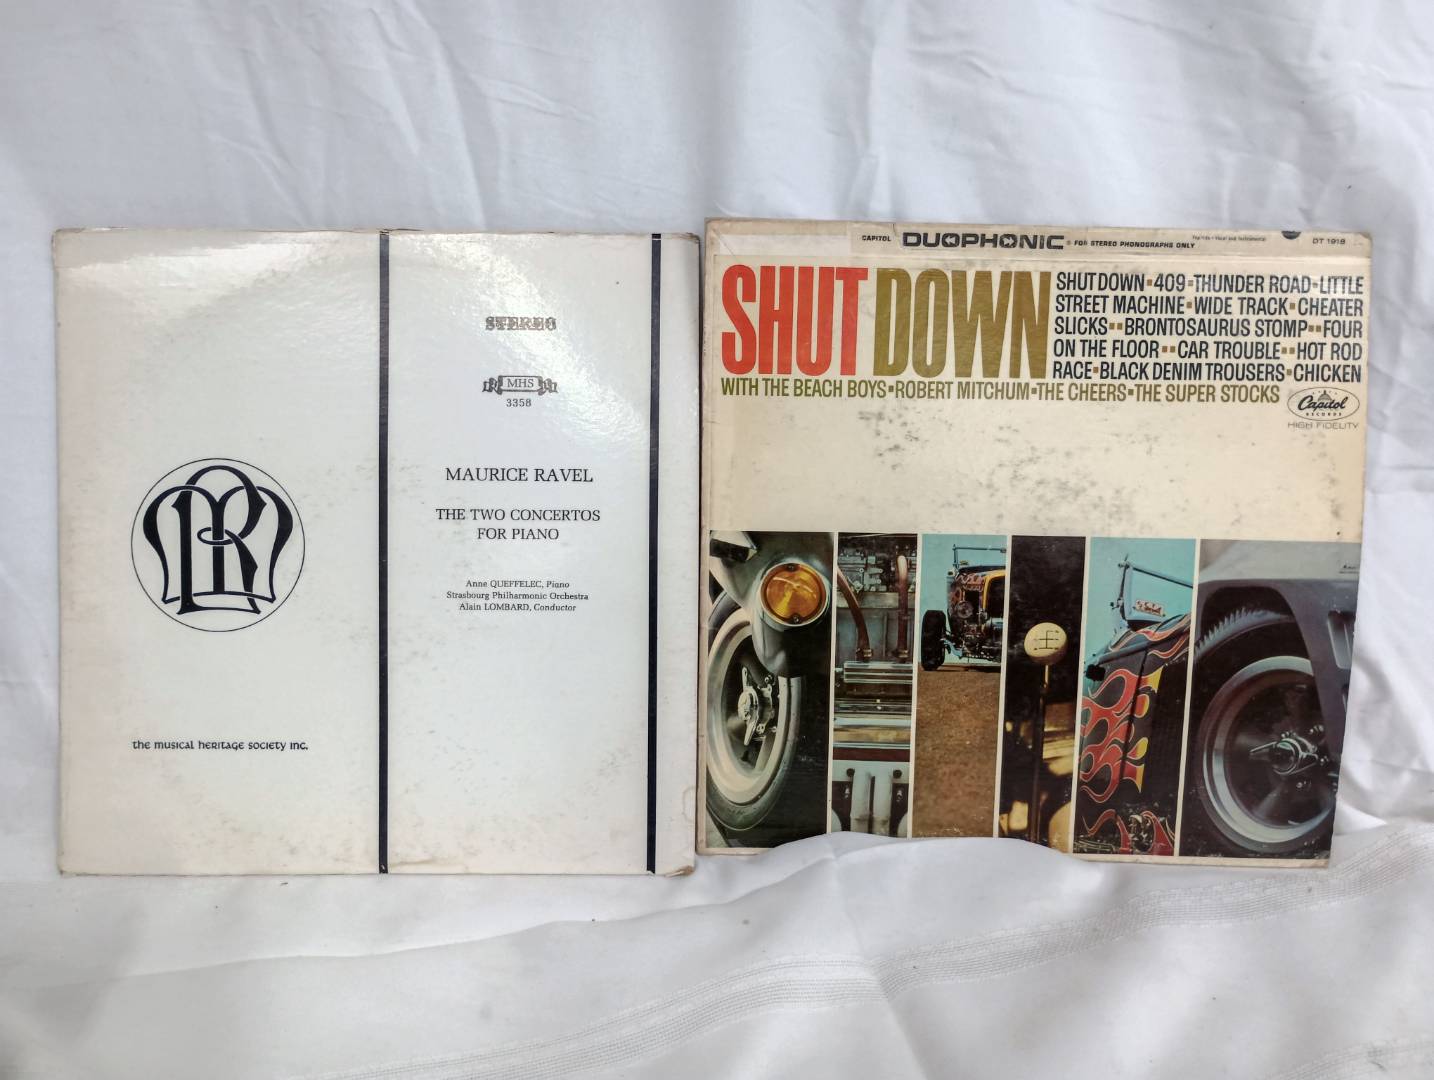 STEREO
MHS
3358
MAURICE RAVEL
THE TWO CONCERTOS
FOR PIANO
Anne QUEFFELEC, Piano
Strasbourg Philharmonic Orchestra
Alain LOMBARD, Conductor
the musical heritage society inc.
CAPITOL DUOPHONIC ® FOR STEREO PHONOGRAPHS ONLY
DT 1918
SHUT DOWN
SHUT DOWN▪409▪THUNDER ROAD▪LITTLE
STREET MACHINE▪WIDE TRACK▪CHEATER
SLICKS▪▪BRONTOSAURUS STOMP▪▪FOUR
ON THE FLOOR▪▪CAR TROUBLE▪▪HOT ROD
RACE▪BLACK DENIM TROUSERS▪CHICKEN
WITH THE BEACH BOYS▪ROBERT MITCHUM▪THE CHEERS▪THE SUPER STOCKS
Capitol
RECORDS
HIGH FIDELITY